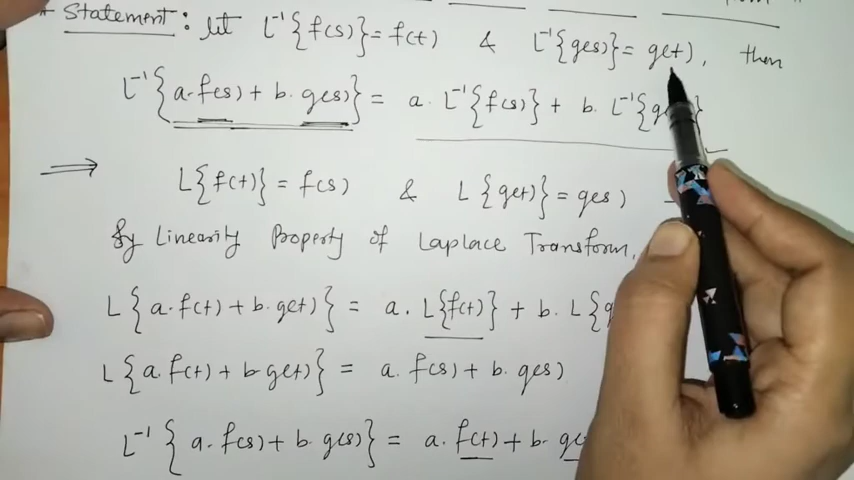 * Statement: let L⁻¹{f(s)} = f(t) & L⁻¹{g(s)} = g(t), then
L⁻¹{a. f(s) + b. g(s)} = a. L⁻¹{f(s)} + b. L⁻¹{g }
⟹ L{f(t)} = f(s) & L{g(t)} = g(s)
By Linearity Property of Laplace Transform,
L{a. f(t) + b. g(t)} = a. L{f(t)} + b. L{g
L{a. f(t) + b. g(t)} = a. f(s) + b. g(s)
L⁻¹{a. f(s) + b. g(s)} = a. f(t) + b. g